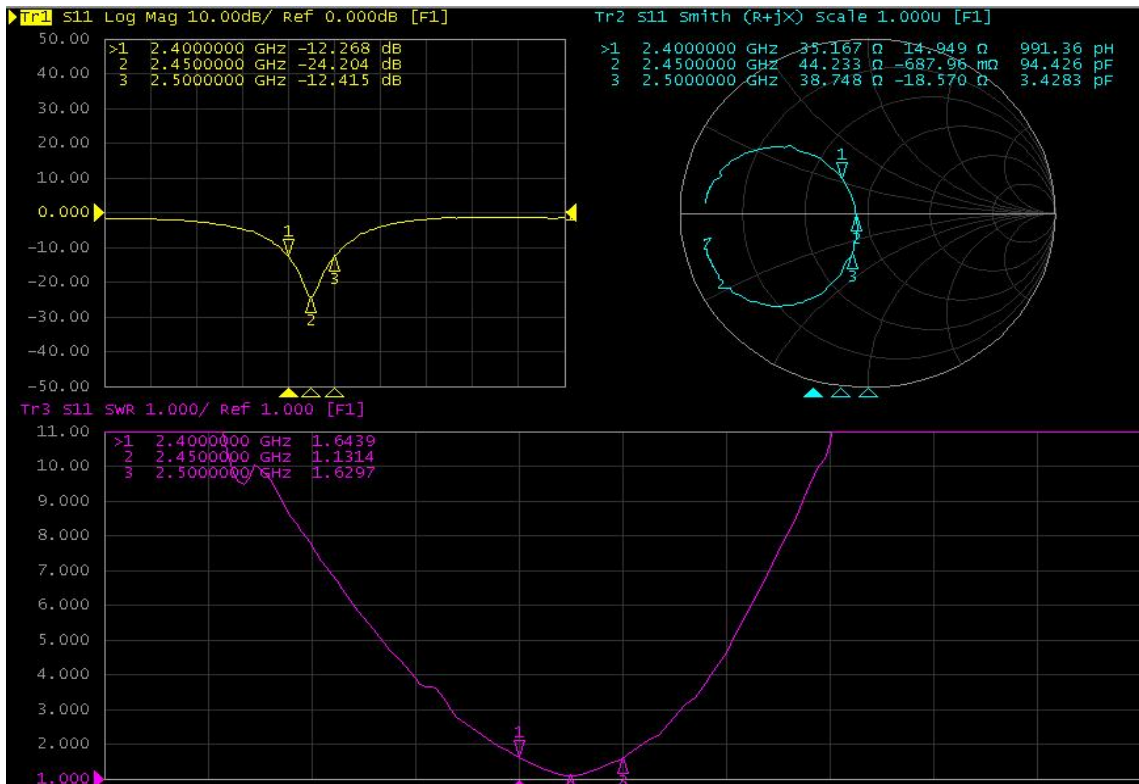 Tr1 S11 Log Mag 10.00dB/ Ref 0.000dB [F1]
50.00
40.00
30.00
20.00
10.00
0.000
-10.00
-20.00
-30.00
-40.00
-50.00
>1 2.4000000 GHz -12.268 dB
2 2.4500000 GHz -24.204 dB
3 2.5000000 GHz -12.415 dB
1
2
3
Tr2 S11 Smith (R+jX) Scale 1.000U [F1]
>1 2.4000000 GHz 35.167 Ω 14.949 Ω 991.36 pH
2 2.4500000 GHz 44.233 Ω -687.96 mΩ 94.426 pF
3 2.5000000 GHz 38.748 Ω -18.570 Ω 3.4283 pF
1
3
Tr3 S11 SWR 1.000/ Ref 1.000 [F1]
11.00
10.00
9.000
8.000
7.000
6.000
5.000
4.000
3.000
2.000
1.000
>1 2.4000000 GHz 1.6439
2 2.4500000 GHz 1.1314
3 2.5000000 GHz 1.6297
1